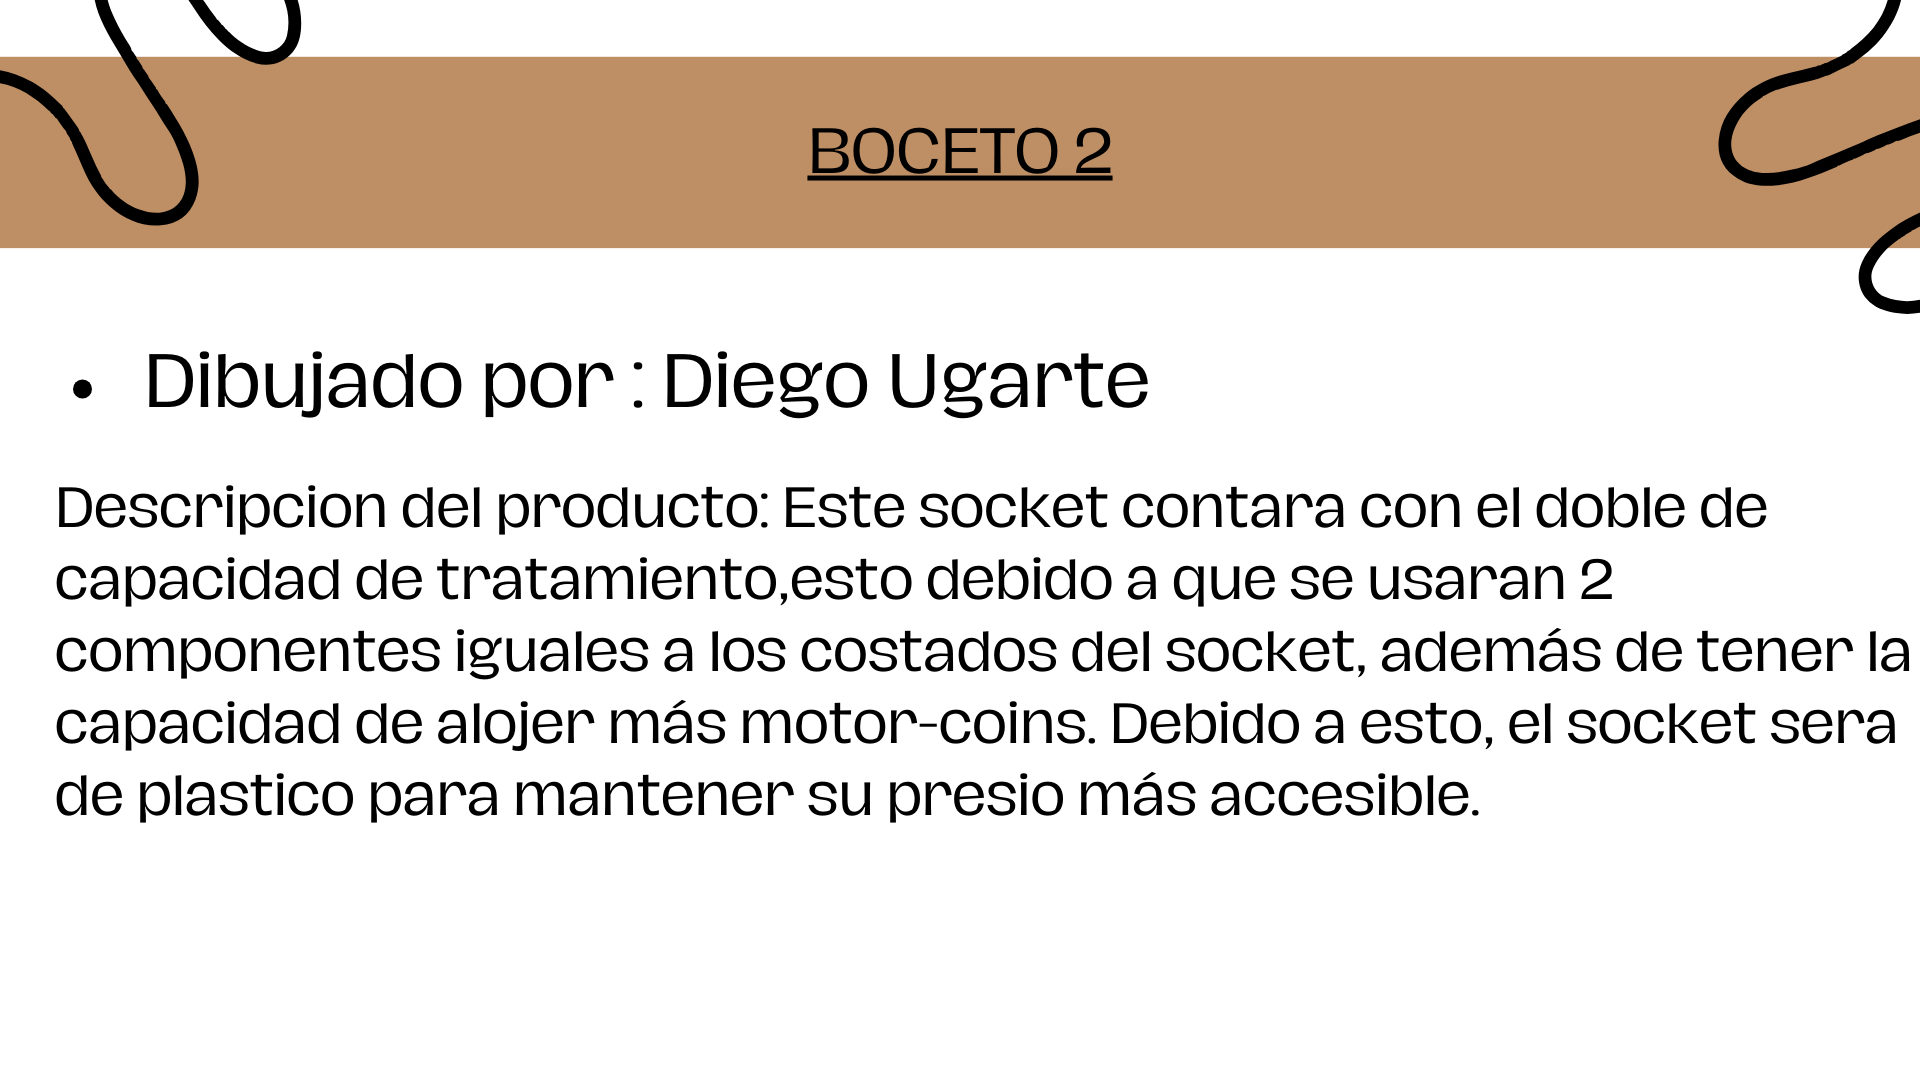 BOCETO 2
• Dibujado por : Diego Ugarte
Descripcion del producto: Este socket contara con el doble de
capacidad de tratamiento,esto debido a que se usaran 2
componentes iguales a los costados del socket, además de tener la
capacidad de alojer más motor-coins. Debido a esto, el socket sera
de plastico para mantener su presio más accesible.